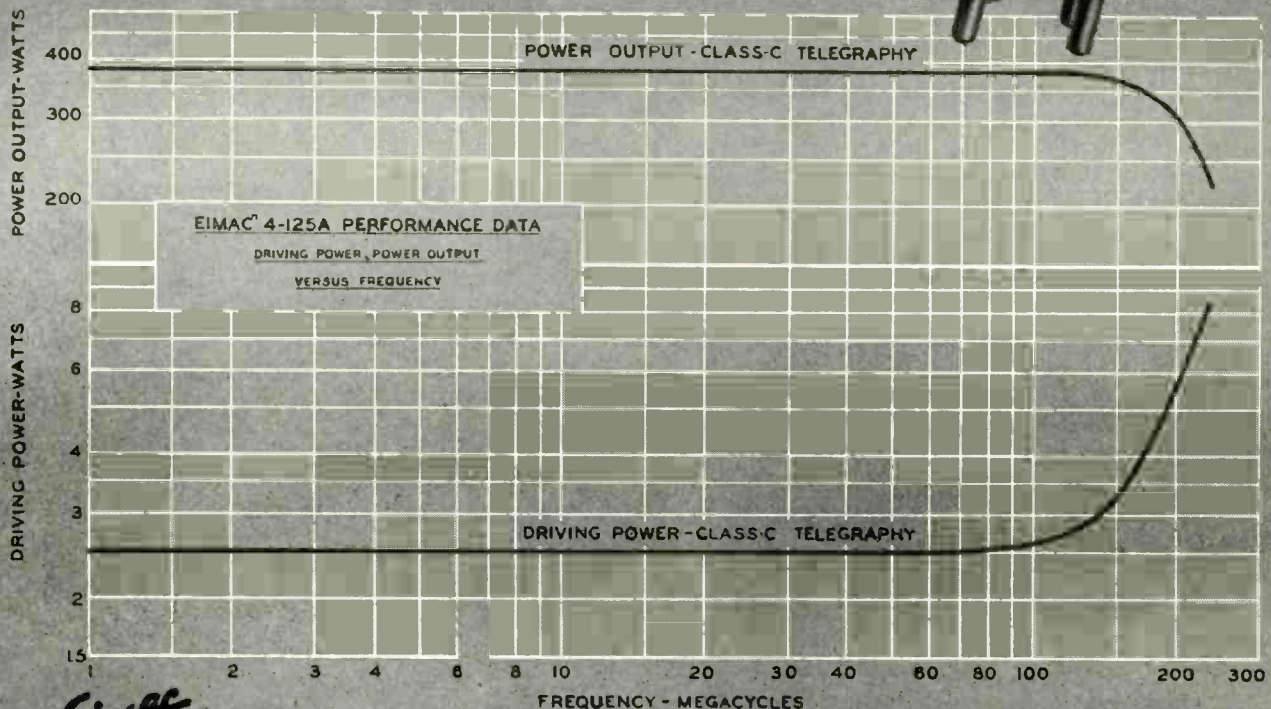 POWER OUTPUT-WATTS
400
300
200
POWER OUTPUT-CLASS-C TELEGRAPHY
EIMAC 4-125A PERFORMANCE DATA
DRIVING POWER, POWER OUTPUT
VERSUS FREQUENCY
DRIVING POWER-WATTS
8
6
4
3
2
1.5
DRIVING POWER-CLASS-C TELEGRAPHY
1 2 3 4 6 8 10 20 30 40 60 80 100 200 300
FREQUENCY - MEGACYCLES